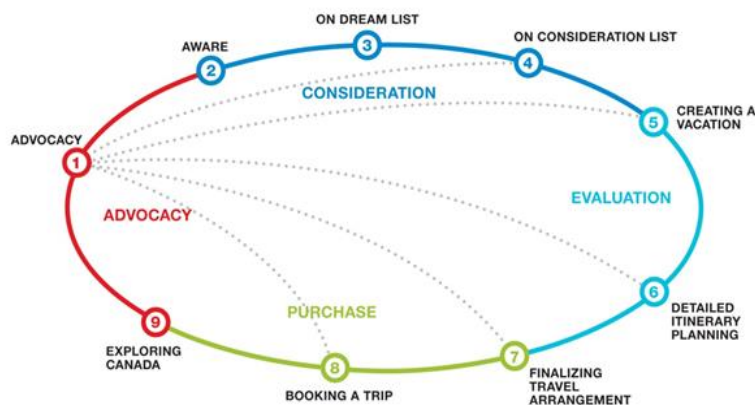 ON DREAM LIST
3
AWARE
2
ON CONSIDERATION LIST
4
CONSIDERATION
CREATING A
VACATION
5
ADVOCACY
1
EVALUATION
ADVOCACY
6
DETAILED
ITINERARY
PLANNING
PURCHASE
9
EXPLORING
CANADA
8
BOOKING A TRIP
7
FINALIZING
TRAVEL
ARRANGEMENT